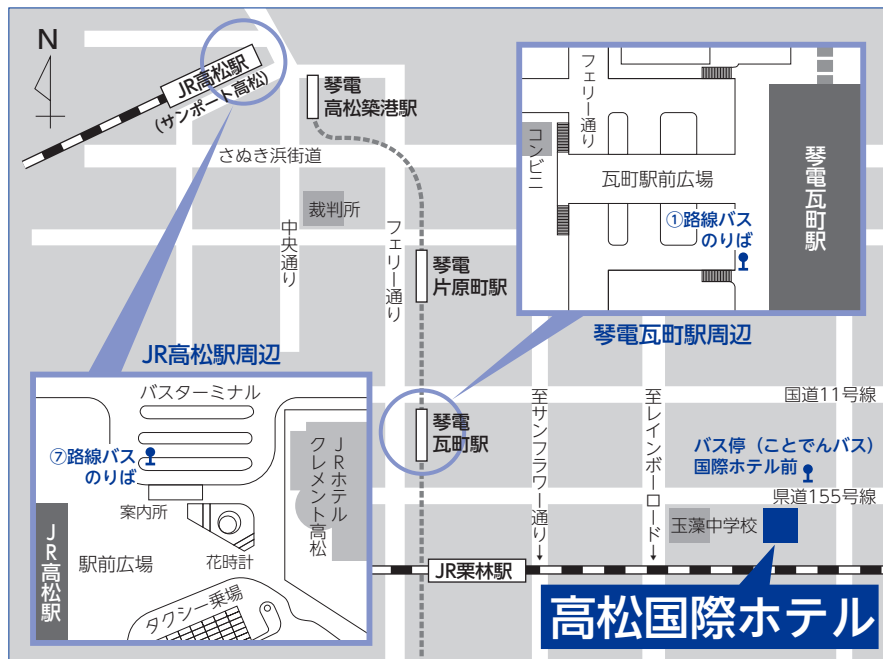 N
JR高松駅
(サンポート高松)
琴電
高松築港駅
さぬき浜街道
裁判所
中央通り
フェリー通り
琴電
片原町駅
フェリー通り
コンビニ
瓦町駅前広場
琴電瓦町駅
①路線バス
のりば
琴電瓦町駅周辺
JR高松駅周辺
バスターミナル
⑦路線バス
のりば
案内所
JRホテル
クレメント高松
JR高松駅
駅前広場
花時計
タクシー乗場
琴電
瓦町駅
至サンフラワー通り→
至レインボーロード→
国道11号線
バス停(ことでんバス)
国際ホテル前
県道155号線
玉藻中学校
JR栗林駅
高松国際ホテル